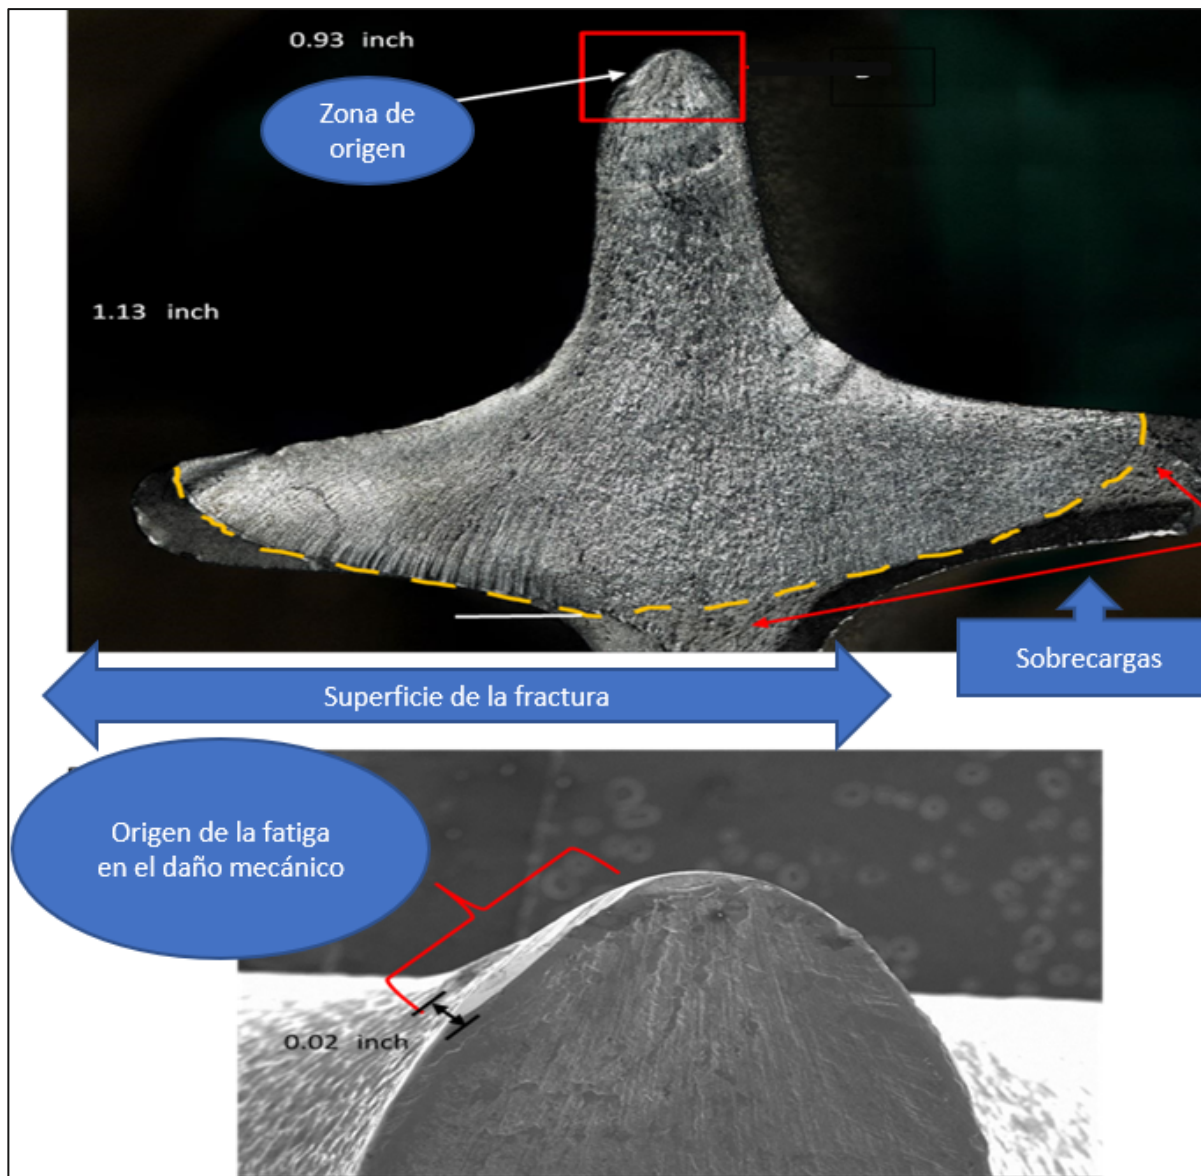 0.93 inch
Zona de
origen
1.13 inch
Sobrecargas
Superficie de la fractura
Origen de la fatiga
en el daño mecánico
0.02 inch